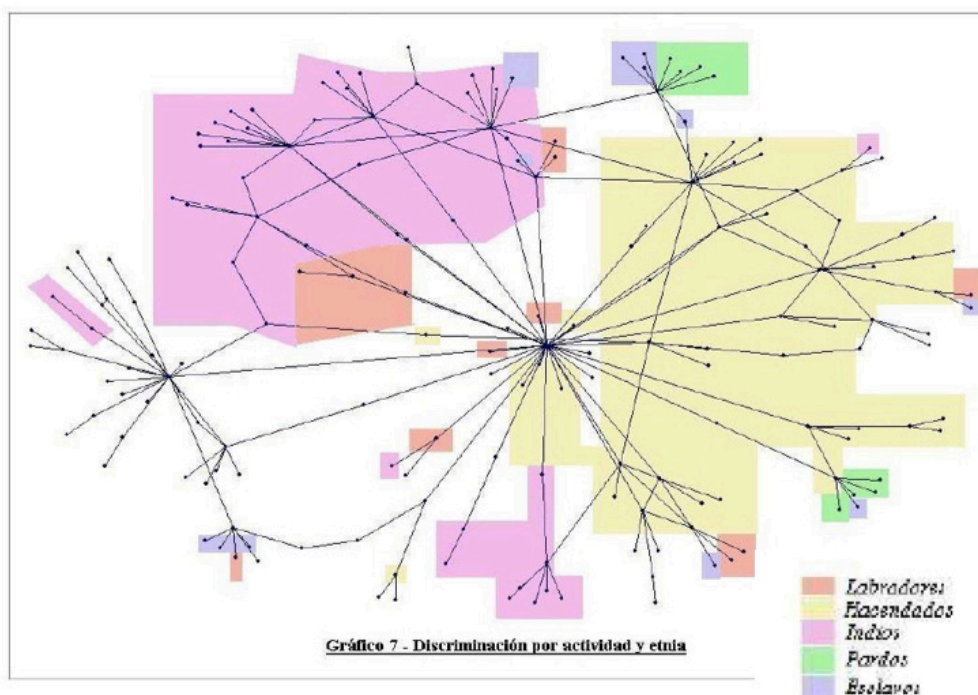 Gráfico 7 - Discriminación por actividad y etnia
Labradores
Hacendados
Indios
Pardos
Esclavos